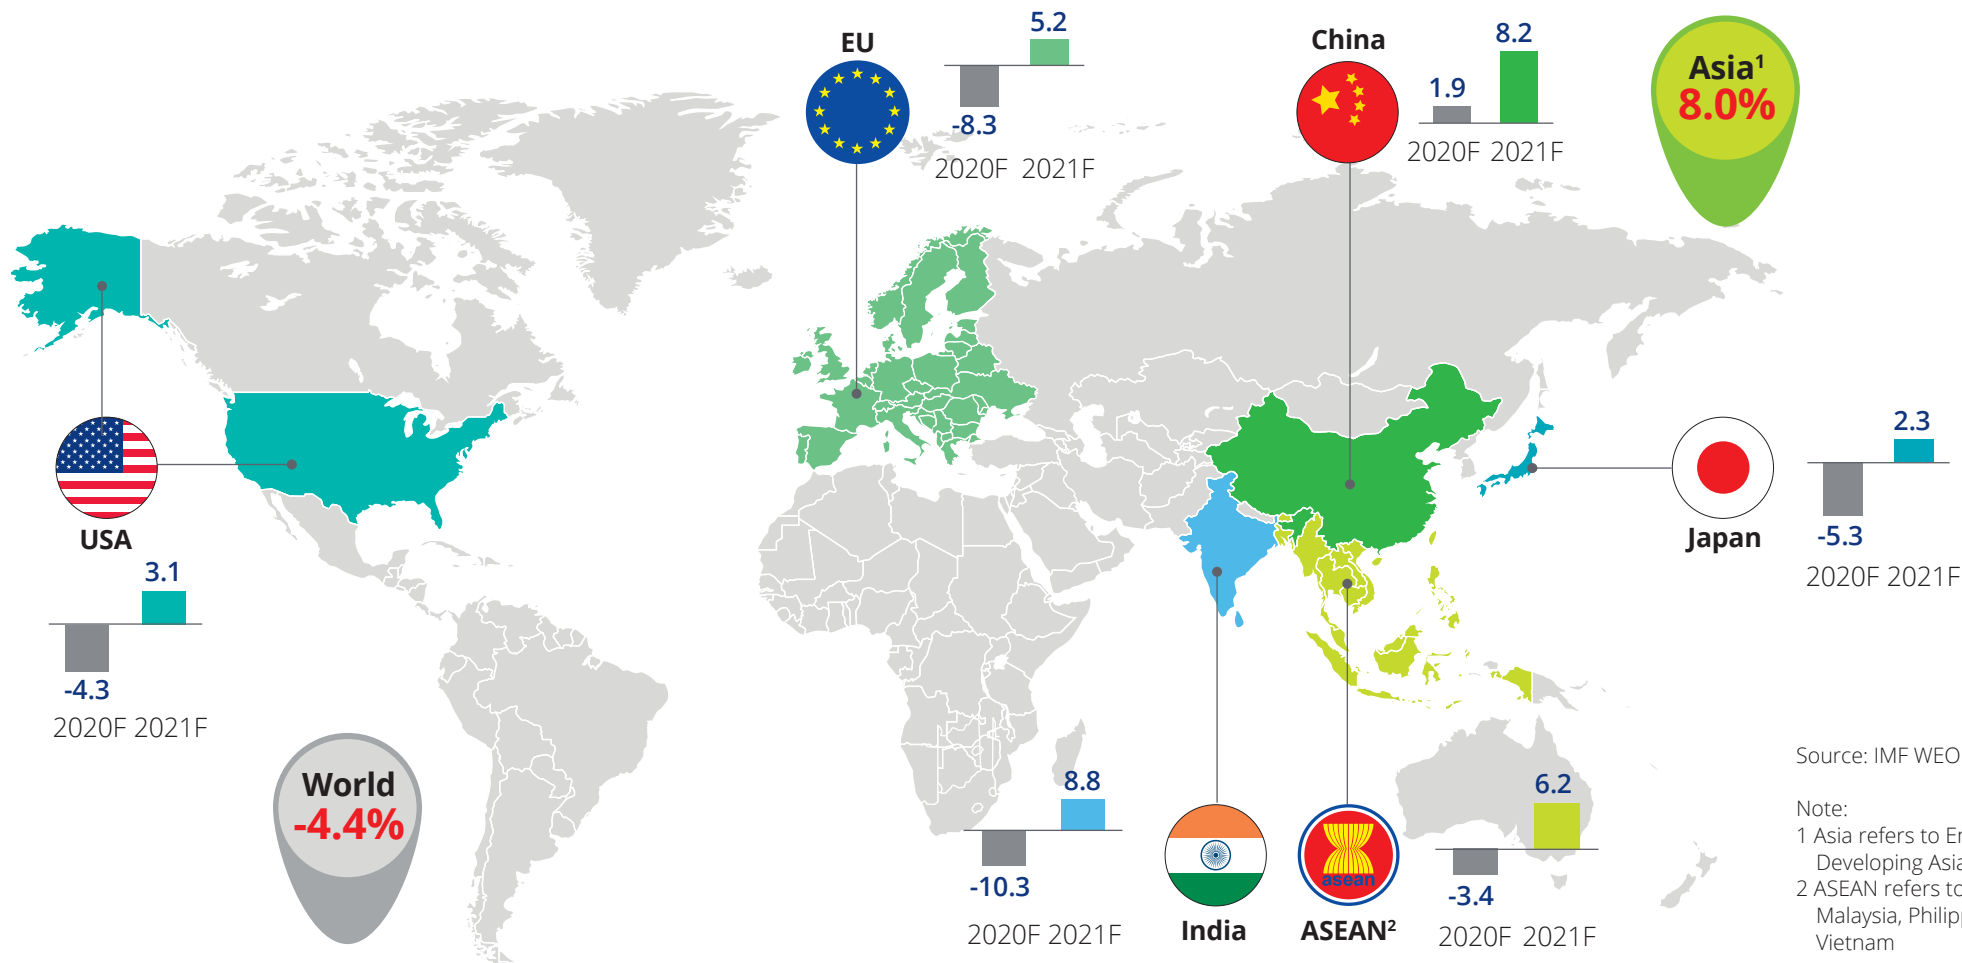 EU
5.2
-8.3
2020F 2021F
China
8.2
1.9
2020F 2021F
Asia¹
8.0%
USA
3.1
-4.3
2020F 2021F
World
-4.4%
2.3
Japan
-5.3
2020F 2021F
8.8
-10.3
2020F 2021F
India
asean
ASEAN²
6.2
-3.4
2020F 2021F
Source: IMF WEO
Note:
1 Asia refers to
Developing Asia
2 ASEAN refers to
Malaysia,
Vietnam